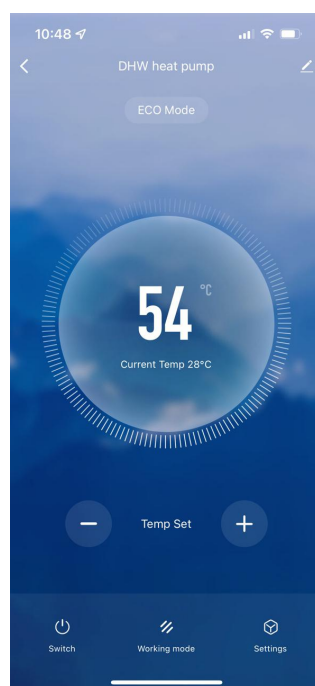 10:48
DHW heat pump
ECO Mode
54 °C
Current Temp 28°C
Temp Set
Switch Working mode Settings